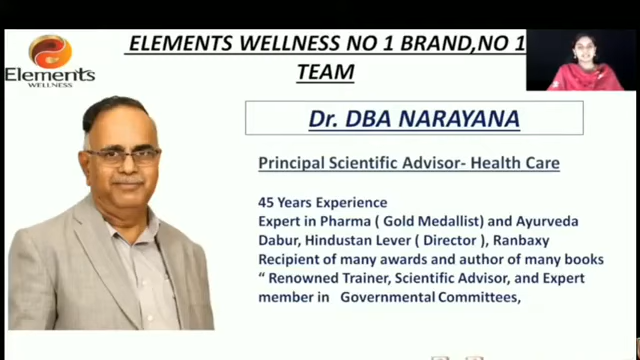 Elements
WELLNESS
ELEMENTS WELLNESS NO 1 BRAND,NO 1
TEAM
Dr. DBA NARAYANA
Principal Scientific Advisor- Health Care
45 Years Experience
Expert in Pharma ( Gold Medallist) and Ayurveda
Dabur, Hindustan Lever ( Director ), Ranbaxy
Recipient of many awards and author of many books
“ Renowned Trainer, Scientific Advisor, and Expert
member in Governmental Committees,